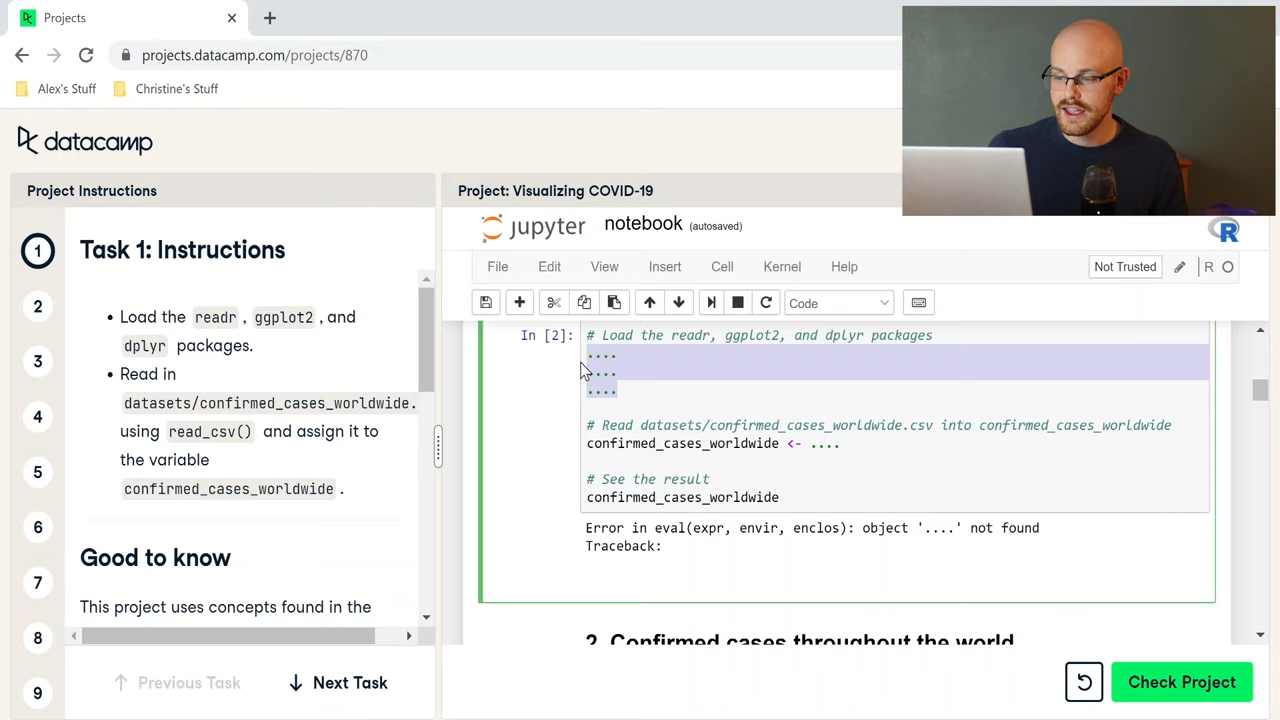 Projects
projects.datacamp.com/projects/870
Alex's Stuff
Christine's Stuff
datacamp
Project Instructions
1
2
3
4
5
6
7
8
9
Task 1: Instructions
• Load the readr , ggplot2 , and
dplyr packages.
• Read in
datasets/confirmed_cases_worldwide.
using read_csv() and assign it to
the variable
confirmed_cases_worldwide .
Good to know
This project uses concepts found in the
Previous Task
Next Task
Project: Visualizing COVID-19
jupyter notebook (autosaved)
R
File Edit View Insert Cell Kernel Help
Not Trusted
R
Code
In [2]:
# Load the readr, ggplot2, and dplyr packages
....
....
....
# Read datasets/confirmed_cases_worldwide.csv into confirmed_cases_worldwide
confirmed_cases_worldwide <- ....
# See the result
confirmed_cases_worldwide
Error in eval(expr, envir, enclos): object '....' not found
Traceback:
2. Confirmed cases throughout the world
Check Project